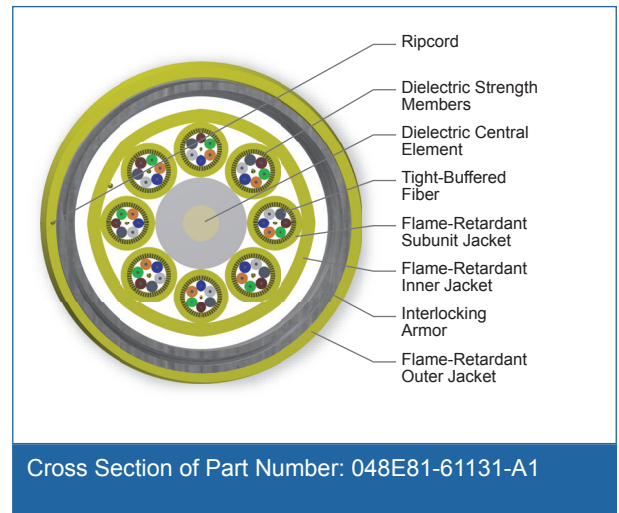 Ripcord
Dielectric Strength
Members
Dielectric Central
Element
Tight-Buffered
Fiber
Flame-Retardant
Subunit Jacket
Flame-Retardant
Inner Jacket
Interlocking
Armor
Flame-Retardant
Outer Jacket
Cross Section of Part Number: 048E81-61131-A1